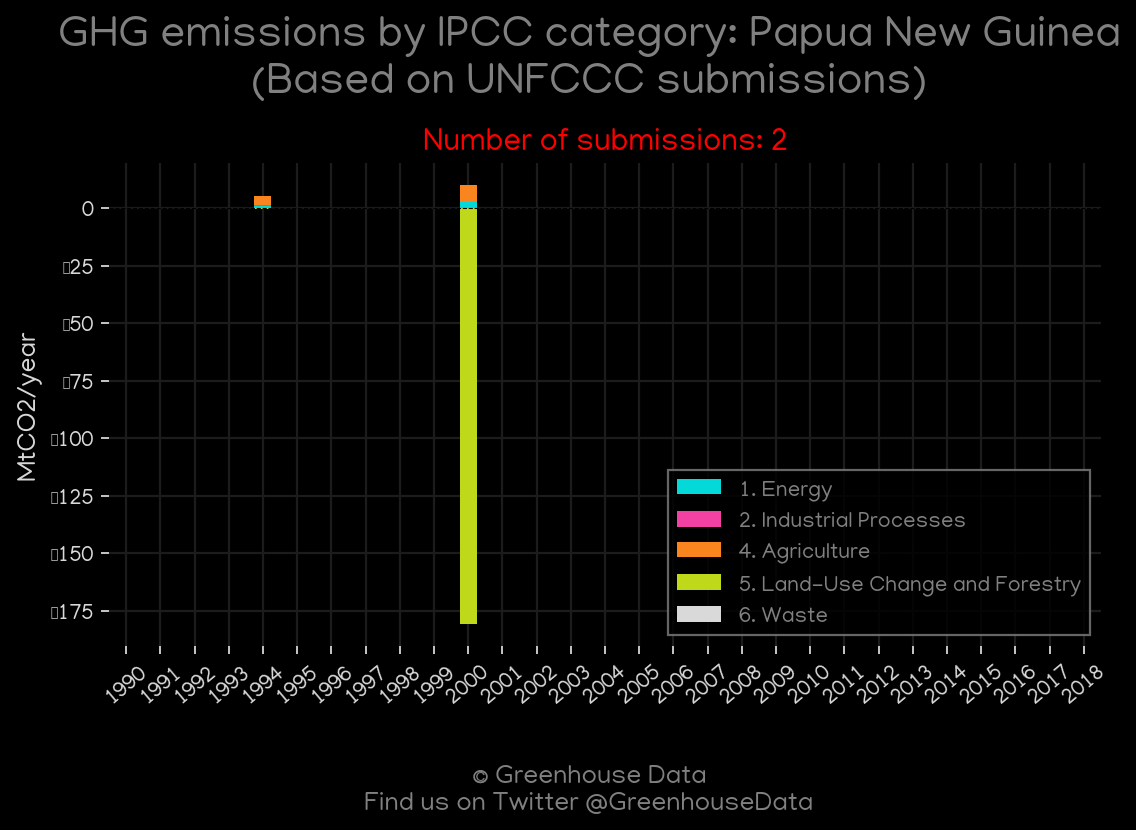 GHG emissions by IPCC category: Papua New Guinea
(Based on UNFCCC submissions)
Number of submissions: 2
MtCO2/year
0
▯25
▯50
▯75
▯100
▯125
▯150
▯175
1. Energy
2. Industrial Processes
4. Agriculture
5. Land-Use Change and Forestry
6. Waste
1990 1991 1992 1993 1994 1995 1996 1997 1998 1999 2000 2001 2002 2003 2004 2005 2006 2007 2008 2009 2010 2011 2012 2013 2014 2015 2016 2017 2018
© Greenhouse Data
Find us on Twitter @GreenhouseData